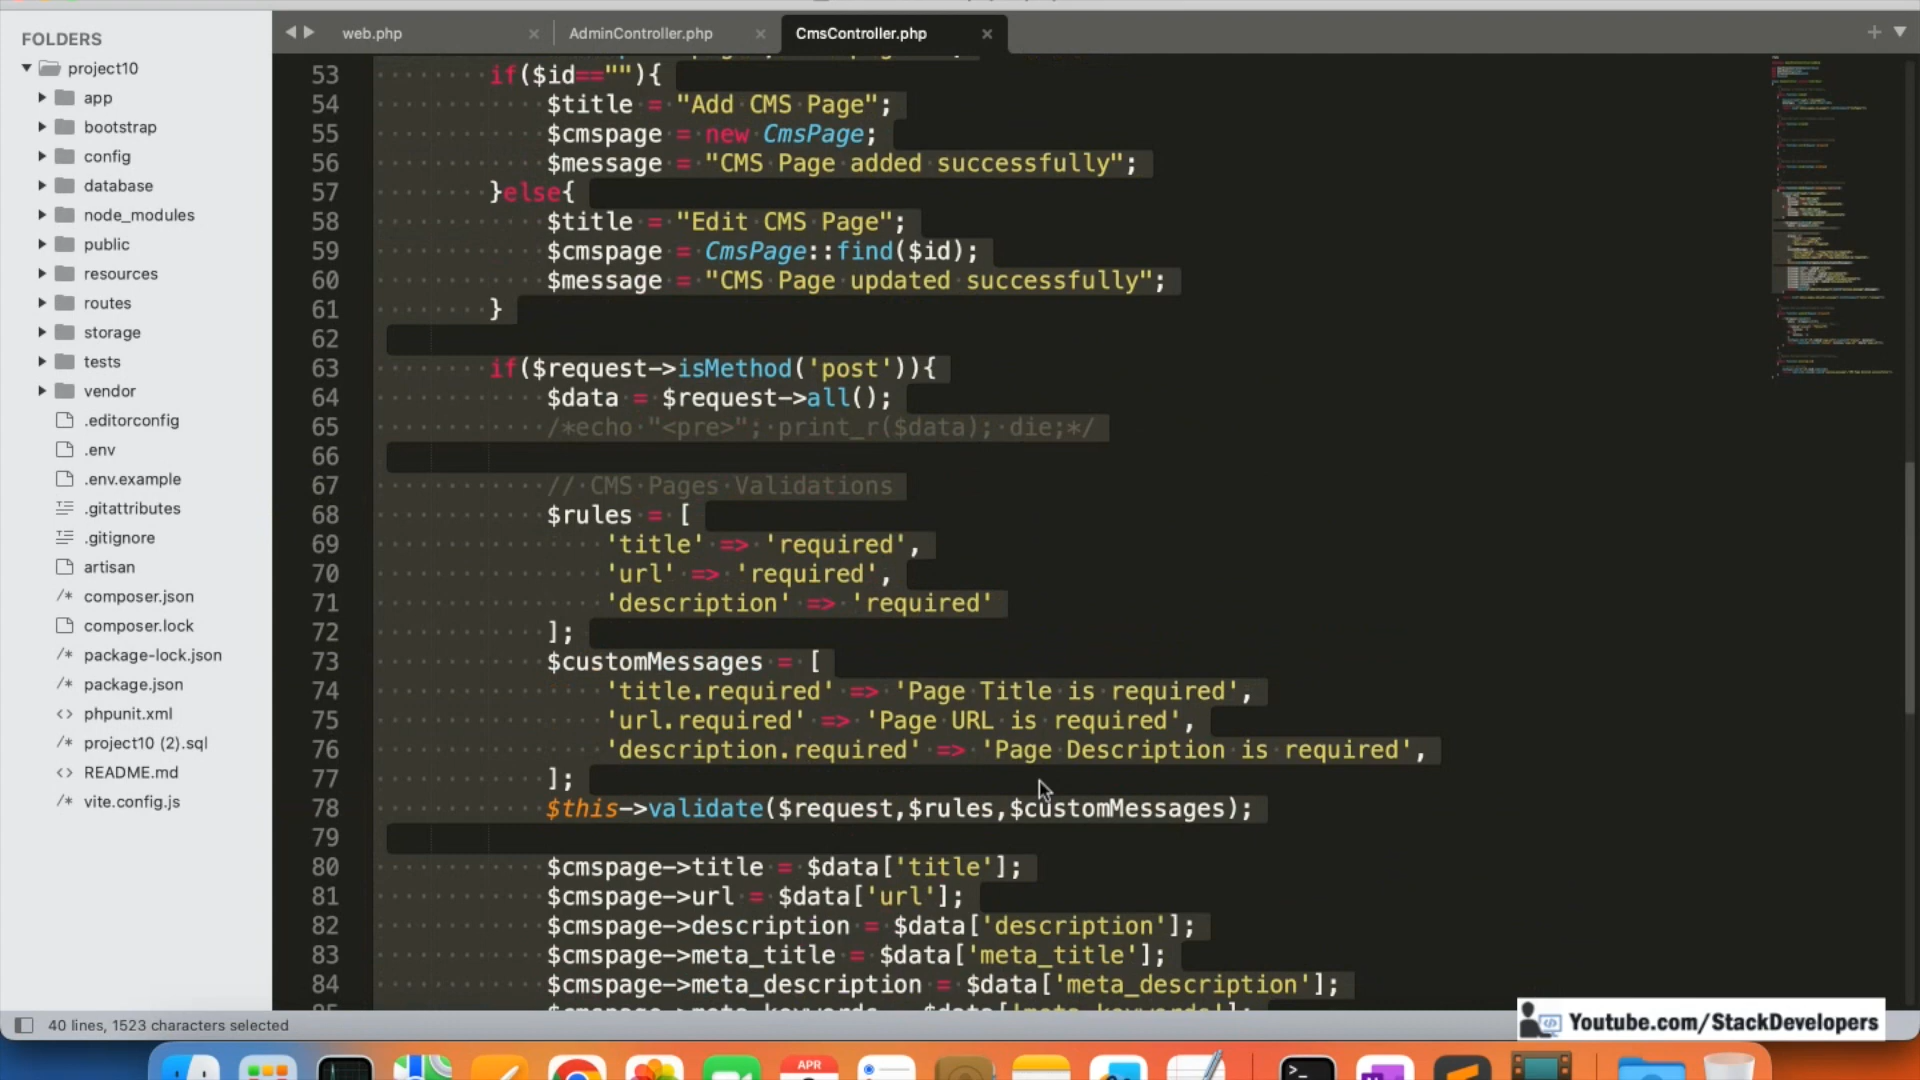 FOLDERS
project10
app
bootstrap
config
database
node_modules
public
resources
routes
storage
tests
vendor
.editorconfig
.env
.env.example
.gitattributes
.gitignore
artisan
/* composer.json
composer.lock
/* package-lock.json
/* package.json
<> phpunit.xml
/* project10 (2).sql
<> README.md
/* vite.config.js
web.php
AdminController.php
CmsController.php
53 if($id==""){
54 $title = "Add CMS Page";
55 $cmspage = new CmsPage;
56 $message = "CMS Page added successfully";
57 }else{
58 $title = "Edit CMS Page";
59 $cmspage = CmsPage::find($id);
60 $message = "CMS Page updated successfully";
61 }
62
63 if($request->isMethod('post')){
64 $data = $request->all();
65 /*echo "<pre>"; print_r($data); die;*/
66
67 // CMS Pages Validations
68 $rules = [
69 'title' => 'required',
70 'url' => 'required',
71 'description' => 'required'
72 ];
73 $customMessages = [
74 'title.required' => 'Page Title is required',
75 'url.required' => 'Page URL is required',
76 'description.required' => 'Page Description is required',
77 ];
78 $this->validate($request,$rules,$customMessages);
79
80 $cmspage->title = $data['title'];
81 $cmspage->url = $data['url'];
82 $cmspage->description = $data['description'];
83 $cmspage->meta_title = $data['meta_title'];
84 $cmspage->meta_description = $data['meta_description'];
40 lines, 1523 characters selected
Youtube.com/StackDevelopers
APR